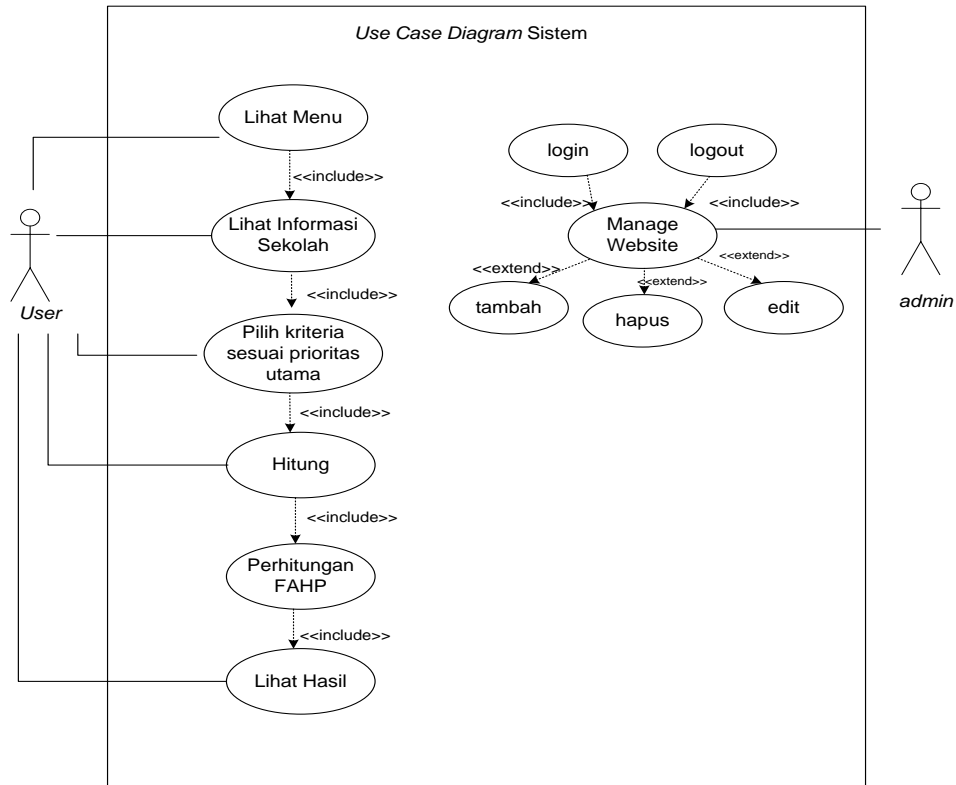 Use Case Diagram Sistem
Lihat Menu
<<include>>
Lihat Informasi
Sekolah
<<include>>
Pilih kriteria
sesuai prioritas
utama
<<include>>
Hitung
<<include>>
Perhitungan
FAHP
<<include>>
Lihat Hasil
User
login
logout
<<include>>
<<include>>
Manage
Website
<<extend>>
<<extend>>
<<extend>>
tambah
hapus
edit
admin